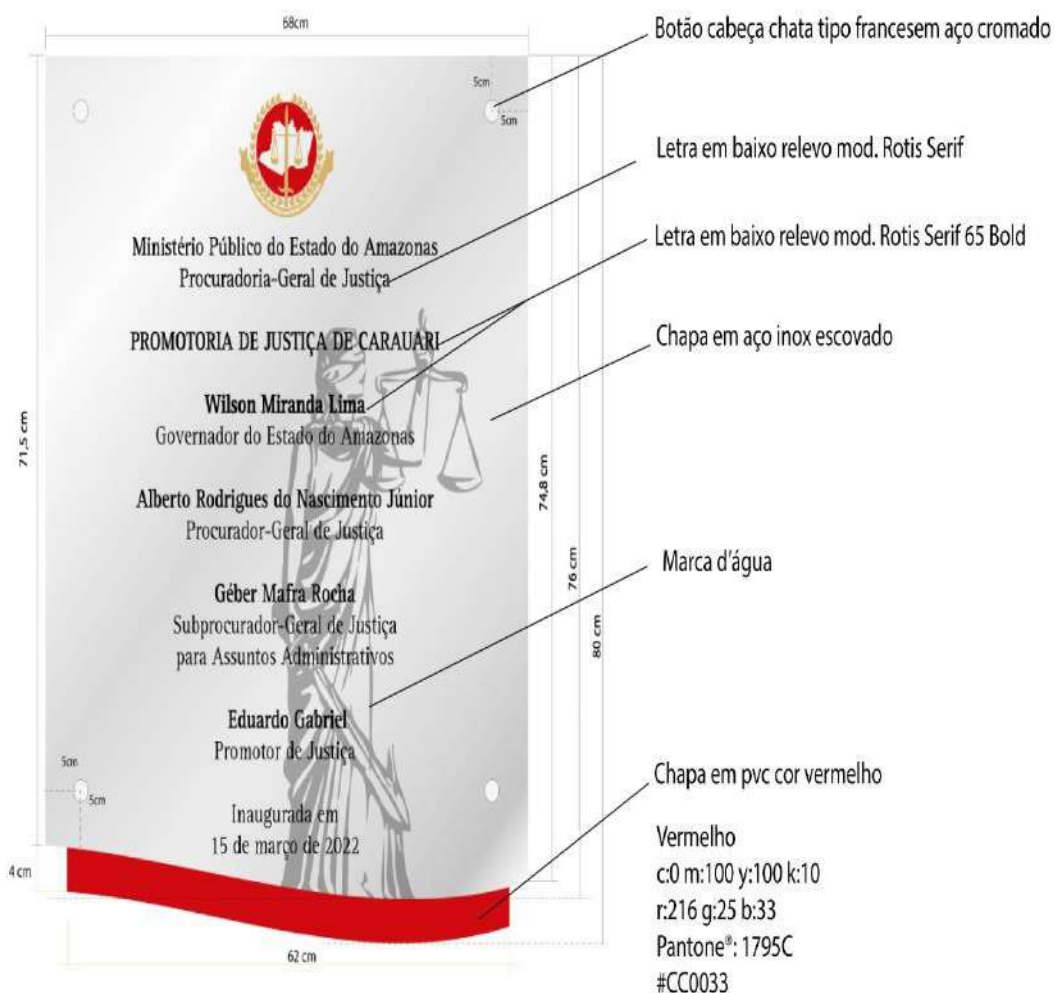 68cm
Botão cabeça chata tipo francesem aço cromado
5cm
5cm
Letra em baixo relevo mod. Rotis Serif
Ministério Público do Estado do Amazonas
Procuradoria-Geral de Justiça
Letra em baixo relevo mod. Rotis Serif 65 Bold
PROMOTORIA DE JUSTIÇA DE CARAUARI
Chapa em aço inox escovado
Wilson Miranda Lima
Governador do Estado do Amazonas
71,5 cm
74,8 cm
Alberto Rodrigues do Nascimento Júnior
Procurador-Geral de Justiça
Marca d'água
76 cm
Géber Mafra Rocha
Subprocurador-Geral de Justiça
para Assuntos Administrativos
80 cm
Eduardo Gabriel
Promotor de Justiça
5cm
5cm
Chapa em pvc cor vermelho
Inaugurada em
15 de março de 2022
4 cm
Vermelho
c:0 m:100 y:100 k:10
r:216 g:25 b:33
Pantone®: 1795C
#CC0033
62 cm